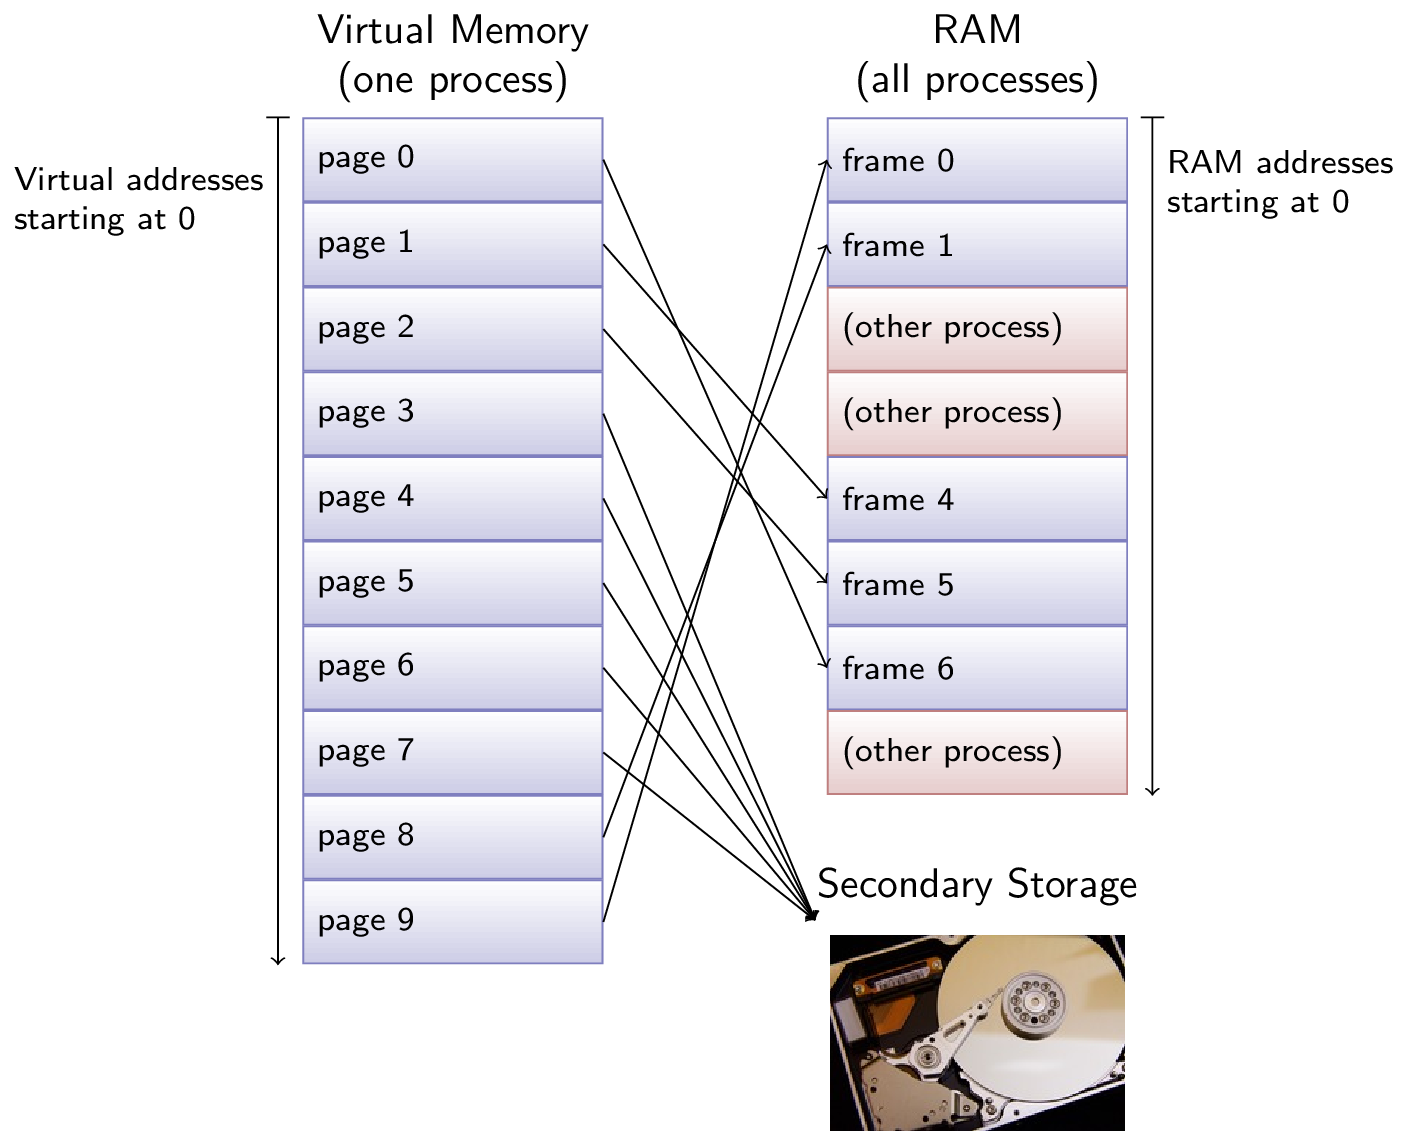 Virtual Memory
(one process)
RAM
(all processes)
Virtual addresses
starting at 0
RAM addresses
starting at 0
page 0
page 1
page 2
page 3
page 4
page 5
page 6
page 7
page 8
page 9
frame 0
frame 1
(other process)
(other process)
frame 4
frame 5
frame 6
(other process)
Secondary Storage